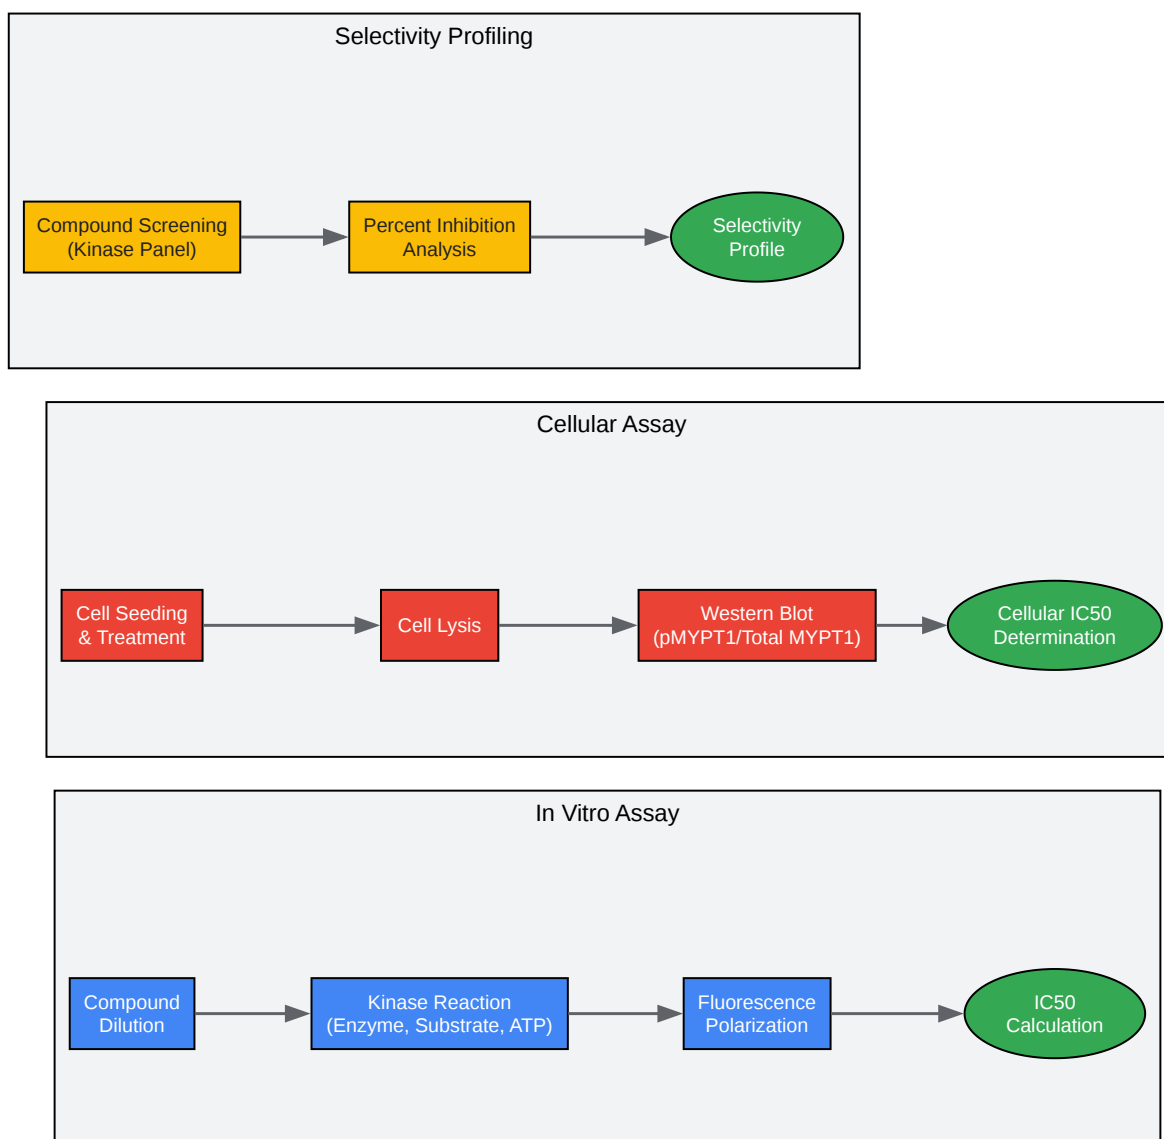 Selectivity Profiling
Compound Screening
(Kinase Panel)
Percent Inhibition
Analysis
Selectivity
Profile
Cellular Assay
Cell Seeding
& Treatment
Cell Lysis
Western Blot
(pMYPT1/Total MYPT1)
Cellular IC50
Determination
In Vitro Assay
Compound
Dilution
Kinase Reaction
(Enzyme, Substrate, ATP)
Fluorescence
Polarization
IC50
Calculation